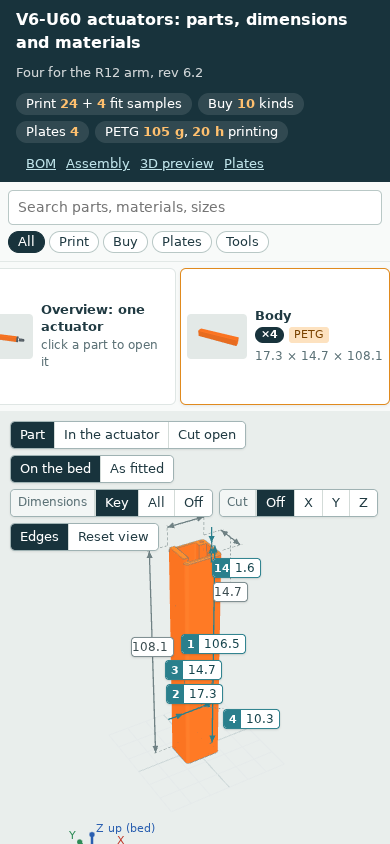 V6-U60 actuators: parts, dimensions
and materials
Four for the R12 arm, rev 6.2
Print 24 + 4 fit samples
Buy 10 kinds
Plates 4
PETG 105 g, 20 h printing
BOM Assembly 3D preview Plates
Search parts, materials, sizes
All Print Buy Plates Tools
Overview: one
actuator
click a part to open
it
Body
×4 PETG
17.3 × 14.7 × 108.1
Part In the actuator Cut open
On the bed As fitted
Dimensions Key All Off
Cut Off X Y Z
Edges Reset view
14 1.6
14.7
1 106.5
108.1
3 14.7
2 17.3
4 10.3
Z up (bed)
Y
X